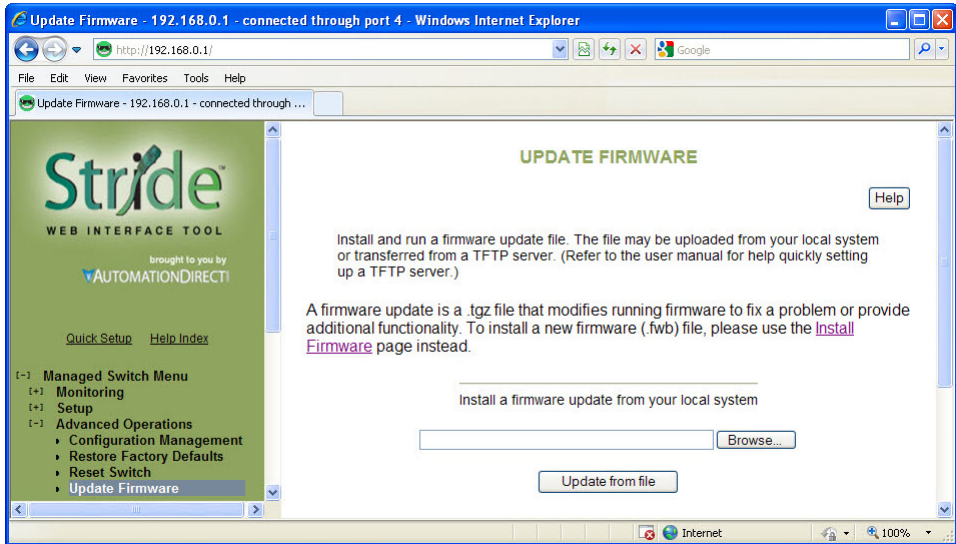 Update Firmware - 192.168.0.1 - connected through port 4 - Windows Internet Explorer
http://192.168.0.1/
Google
File Edit View Favorites Tools Help
Update Firmware - 192.168.0.1 - connected through ...
Stride™
WEB INTERFACE TOOL
brought to you by
AUTOMATIONDIRECT
Quick Setup Help Index
[-] Managed Switch Menu
[+] Monitoring
[+] Setup
[-] Advanced Operations
Configuration Management
Restore Factory Defaults
Reset Switch
Update Firmware
UPDATE FIRMWARE
Help
Install and run a firmware update file. The file may be uploaded from your local system
or transferred from a TFTP server. (Refer to the user manual for help quickly setting
up a TFTP server.)
A firmware update is a .tgz file that modifies running firmware to fix a problem or provide
additional functionality. To install a new firmware (.fwb) file, please use the Install
Firmware page instead.
Install a firmware update from your local system
Browse...
Update from file
Internet
100%